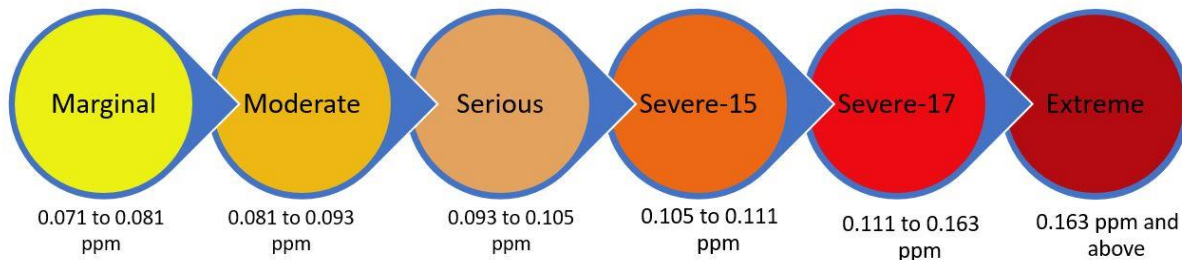 Marginal
Moderate
Serious
Severe-15
Severe-17
Extreme
0.071 to 0.081
ppm
0.081 to 0.093
ppm
0.093 to 0.105
ppm
0.105 to 0.111
ppm
0.111 to 0.163
ppm
0.163 ppm and
above